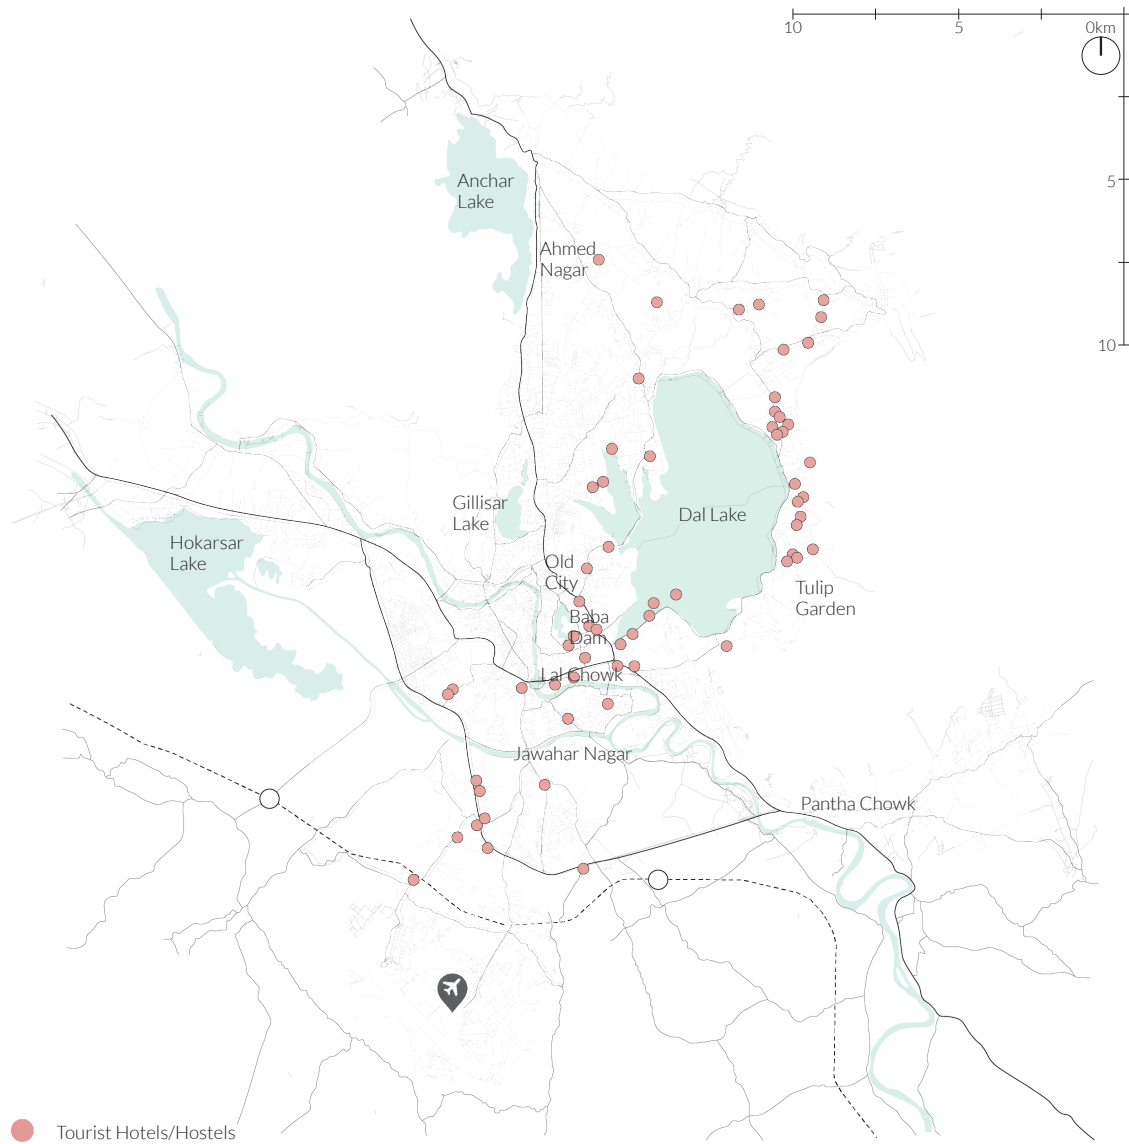 10 5 0km
5
10
Anchar
Lake
Ahmed
Nagar
Gillisar
Lake
Dal Lake
Hokarsar
Lake
Old
City
Tulip
Garden
Baba
Dam
Lal Chowk
Jawahar Nagar
Pantha Chowk
Tourist Hotels/Hostels